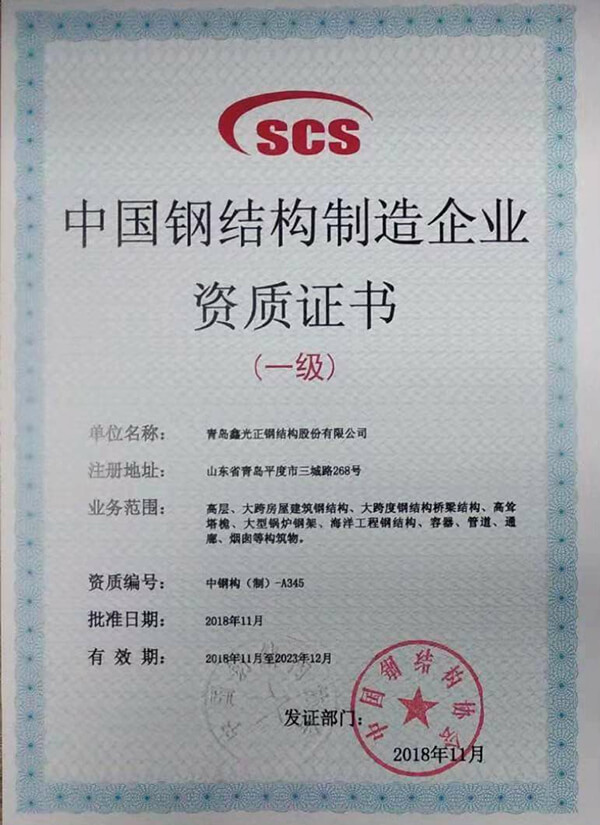 SCS
中国钢结构制造企业
资质证书
(一级)
单位名称： 青岛鑫光正钢结构股份有限公司
注册地址： 山东省青岛平度市三城路268号
业务范围： 高层、大跨房屋建筑钢结构、大跨度钢结构桥梁结构、高耸
塔桅、大型锅炉钢架、海洋工程钢结构、容器、管道、通
廊、烟囱等构筑物。
资质编号： 中钢构（制）-A345
批准日期： 2018年11月
有 效 期： 2018年11月至2023年12月
发证部门：
中国钢结构协会
2018年11月